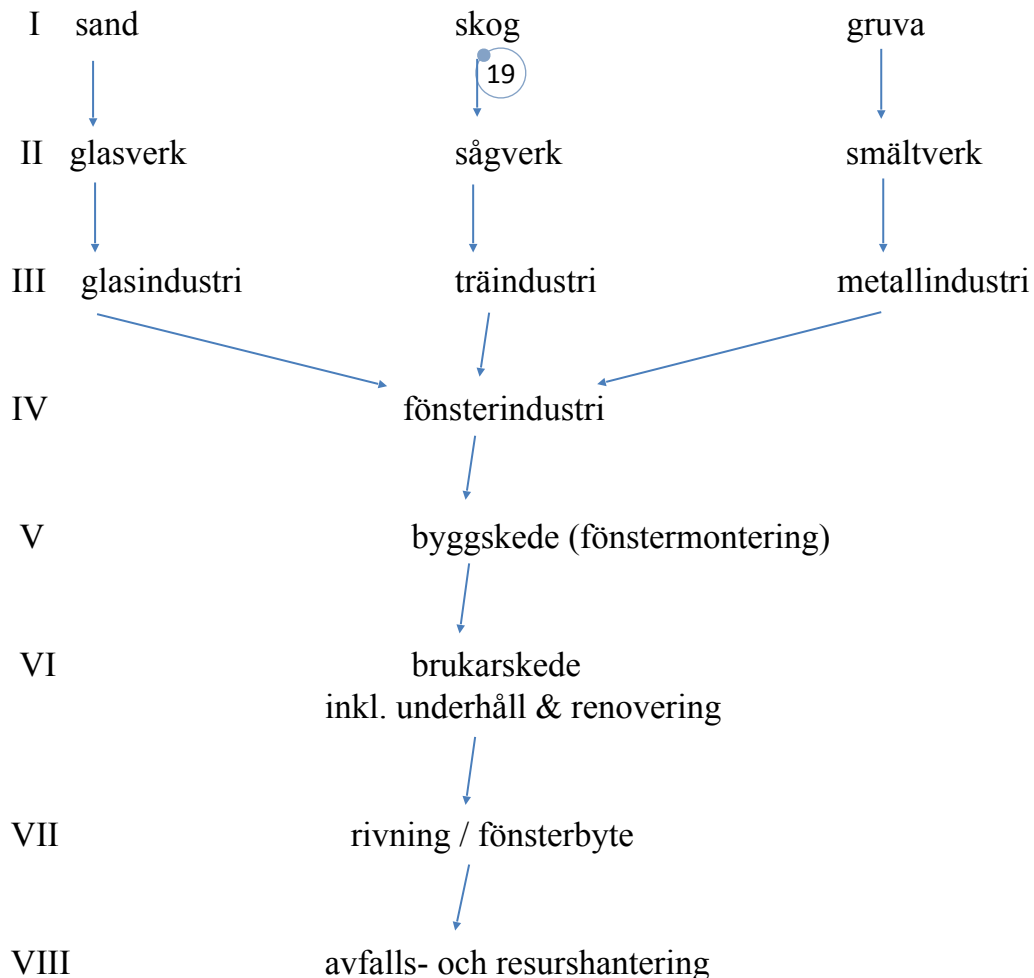 I sand skog gruva
19
II glasverk sågverk smältverk
III glasindustri träindustri metallindustri
IV fönsterindustri
V byggskede (fönstermontering)
VI brukarskede
inkl. underhåll & renovering
VII rivning / fönsterbyte
VIII avfalls- och resurshantering